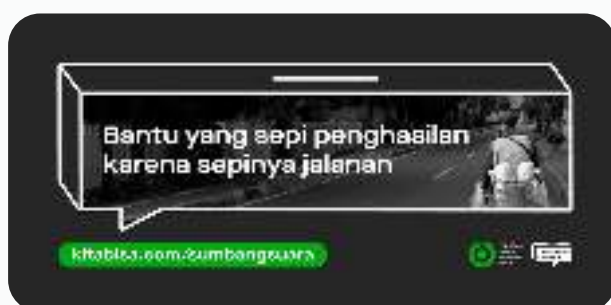 Bantu yang sepi penghasilan
karena sepinya jalanan
kitabisa.com/sumbangsuara